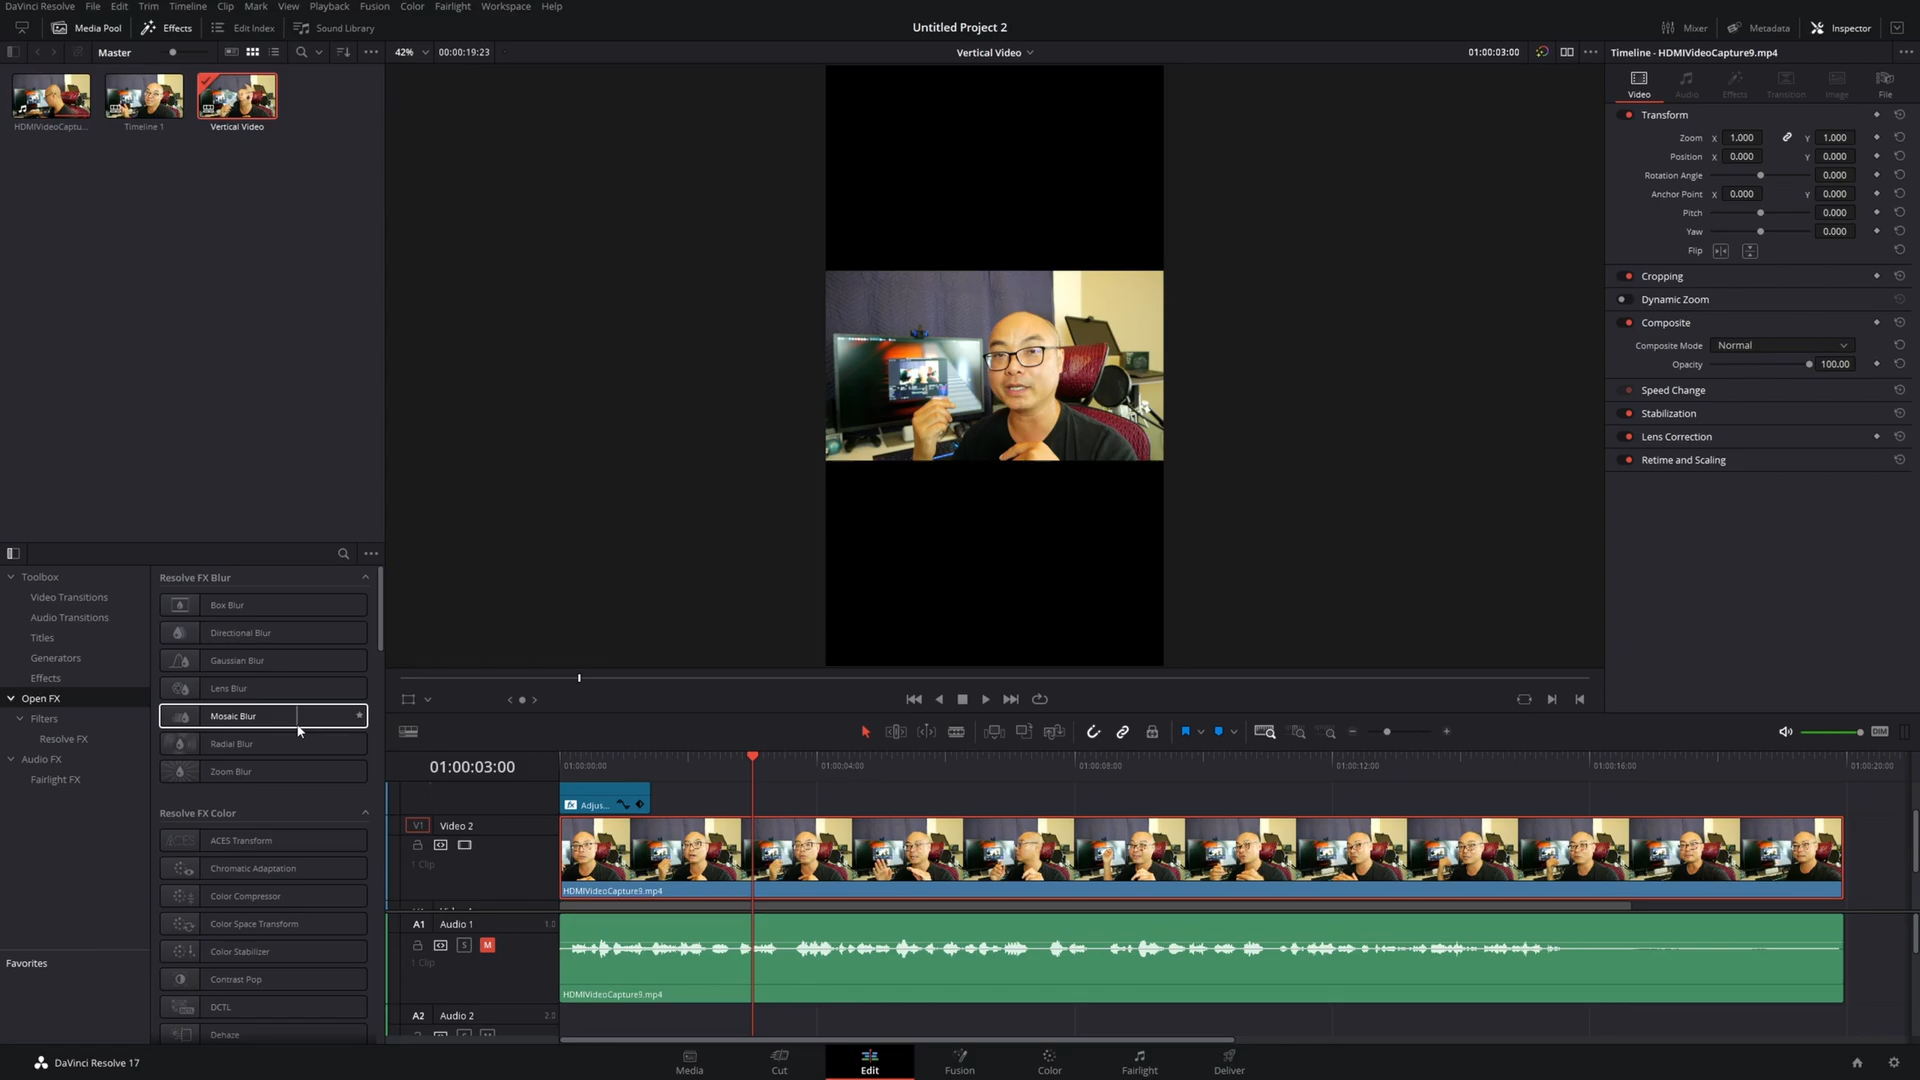 DaVinci Resolve File Edit Trim Timeline Clip Mark View Playback Fusion Color Fairlight Workspace Help
Media Pool Effects Edit Index Sound Library
Untitled Project 2
Mixer Metadata Inspector
Master
42% 00:00:19:23
Vertical Video
01:00:03:00
Timeline - HDMIVideoCapture9.mp4
HDMIVideoCaptu...
Timeline 1
Vertical Video
Video Audio Effects Transition Image File
Transform
Zoom X 1.000 Y 1.000
Position X 0.000 Y 0.000
Rotation Angle 0.000
Anchor Point X 0.000 Y 0.000
Pitch 0.000
Yaw 0.000
Flip
Cropping
Dynamic Zoom
Composite
Composite Mode Normal
Opacity 100.00
Speed Change
Stabilization
Lens Correction
Retime and Scaling
Toolbox
Video Transitions
Audio Transitions
Titles
Generators
Effects
Open FX
Filters
Resolve FX
Audio FX
Fairlight FX
Favorites
Resolve FX Blur
Box Blur
Directional Blur
Gaussian Blur
Lens Blur
Mosaic Blur
Radial Blur
Zoom Blur
Resolve FX Color
ACES Transform
Chromatic Adaptation
Color Compressor
Color Space Transform
Color Stabilizer
Contrast Pop
DCTL
Dehaze
DIM
01:00:03:00
01:00:00:00 01:00:04:00 01:00:08:00 01:00:12:00 01:00:16:00 01:00:20:00
fx Adjus...
V1 Video 2
1 Clip
HDMIVideoCapture9.mp4
A1 Audio 1 1.0
S M
1 Clip
HDMIVideoCapture9.mp4
A2 Audio 2 2.0
DaVinci Resolve 17
Media Cut Edit Fusion Color Fairlight Deliver